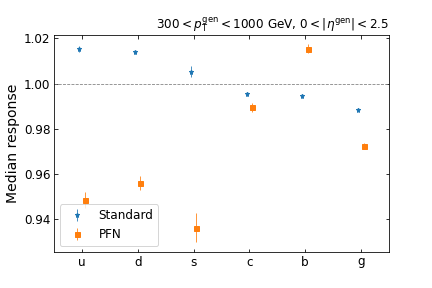 300 < p_T^gen < 1000 GeV, 0 < |η^gen| < 2.5
Median response
1.02
1.00
0.98
0.96
0.94
Standard
PFN
u d s c b g